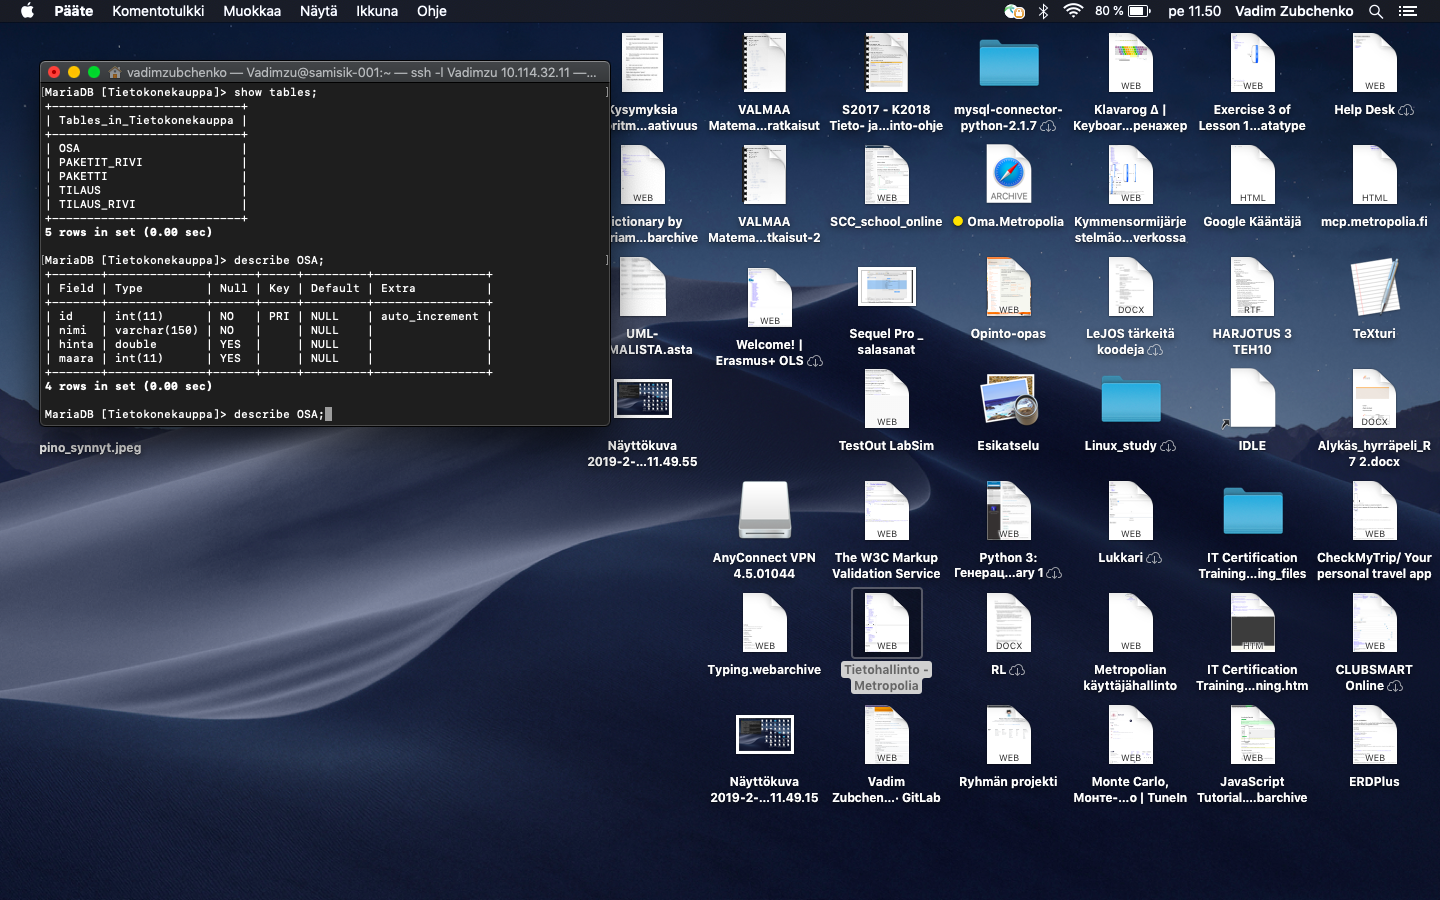 Pääte Komentotulkki Muokkaa Näytä Ikkuna Ohje 80 % pe 11.50 Vadim Zubchenko
vadimzubchenko — Vadimzu@samisik-001:~ — ssh -l Vadimzu 10.114.32.11 —...
[MariaDB [Tietokonekauppa]> show tables; ]
+-----------------------------+
| Tables_in_Tietokonekauppa |
+-----------------------------+
| OSA |
| PAKETIT_RIVI |
| PAKETTI |
| TILAUS |
| TILAUS_RIVI |
+-----------------------------+
5 rows in set (0.00 sec)
[MariaDB [Tietokonekauppa]> describe OSA; ]
+-------+--------------+------+-----+---------+----------------+
| Field | Type | Null | Key | Default | Extra |
+-------+--------------+------+-----+---------+----------------+
| id | int(11) | NO | PRI | NULL | auto_increment |
| nimi | varchar(150) | NO | | NULL | |
| hinta | double | YES | | NULL | |
| maara | int(11) | YES | | NULL | |
+-------+--------------+------+-----+---------+----------------+
4 rows in set (0.00 sec)
MariaDB [Tietokonekauppa]> describe OSA;
pino_synnyt.jpeg
Kysymyksia
ritm...aativuus
VALMAA
Matema...ratkaisut
S2017 - K2018
Tieto- ja...into-ohje
mysql-connector-
python-2.1.7
WEB
Klavarog Δ |
Keyboar...ренажер
WEB
Exercise 3 of
Lesson 1...atatype
WEB
Help Desk
WEB
ictionary by
riam...barchive
VALMAA
Matema...tkaisut-2
WEB
SCC_school_online
ARCHIVE
Oma.Metropolia
WEB
Kymmensormijärje
stelmäo...verkossa
HTML
Google Kääntäjä
HTML
mcp.metropolia.fi
UML-
MALISTA.asta
WEB
Welcome! |
Erasmus+ OLS
Sequel Pro _
salasanat
WEB
Opinto-opas
DOCX
LeJOS tärkeitä
koodeja
RTF
HARJOTUS 3
TEH10
TeXturi
Näyttökuva
2019-2-...11.49.55
WEB
TestOut LabSim
Esikatselu
Linux_study
IDLE
DOCX
Alykäs_hyrräpeli_R
7 2.docx
AnyConnect VPN
4.5.01044
WEB
The W3C Markup
Validation Service
WEB
Python 3:
Генерац...ary 1
WEB
Lukkari
IT Certification
Training...ing_files
WEB
CheckMyTrip/ Your
personal travel app
WEB
Typing.webarchive
WEB
Tietohallinto -
Metropolia
DOCX
RL
WEB
Metropolian
käyttäjähallinto
HTM
IT Certification
Training...ning.htm
WEB
CLUBSMART
Online
Näyttökuva
2019-2-...11.49.15
WEB
Vadim
Zubchen...· GitLab
WEB
Ryhmän projekti
WEB
Monte Carlo,
Монте-...o | TuneIn
WEB
JavaScript
Tutorial....barchive
WEB
ERDPlus